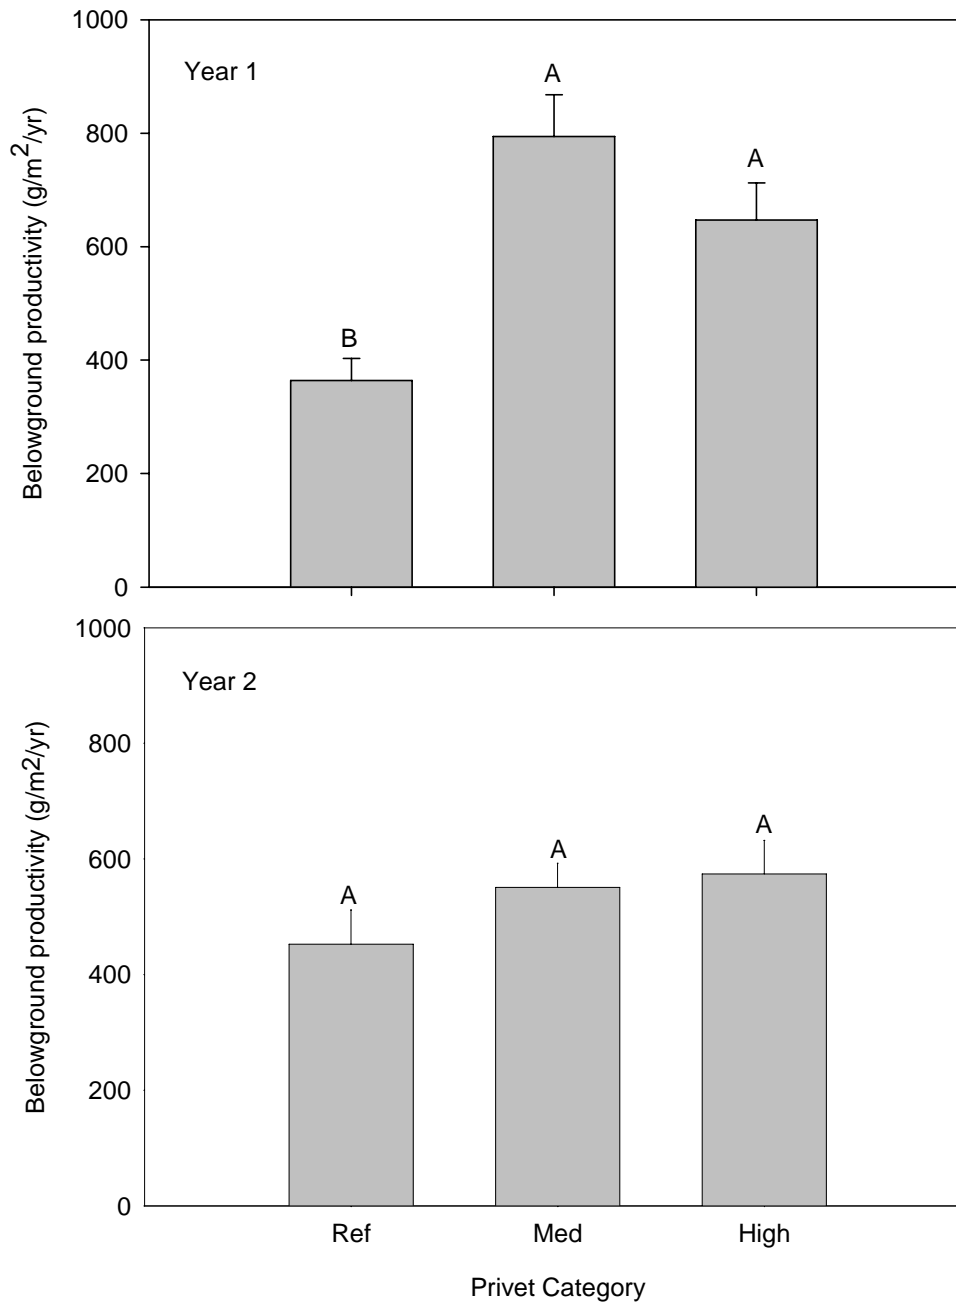 Belowground productivity (g/m²/yr)
1000
800
600
400
200
0
Year 1
B
A
A
Belowground productivity (g/m²/yr)
1000
800
600
400
200
0
Year 2
A
A
A
Ref Med High
Privet Category